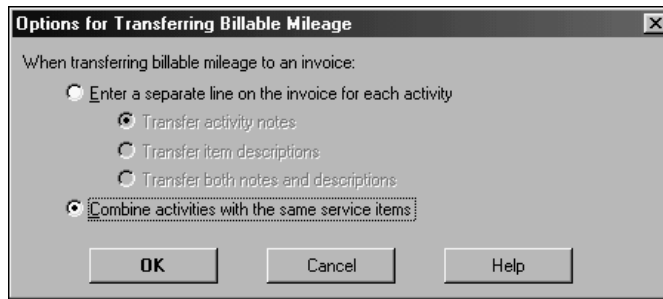 Options for Transferring Billable Mileage
When transferring billable mileage to an invoice:
Enter a separate line on the invoice for each activity
Transfer activity notes
Transfer item descriptions
Transfer both notes and descriptions
Combine activities with the same service items
OK Cancel Help